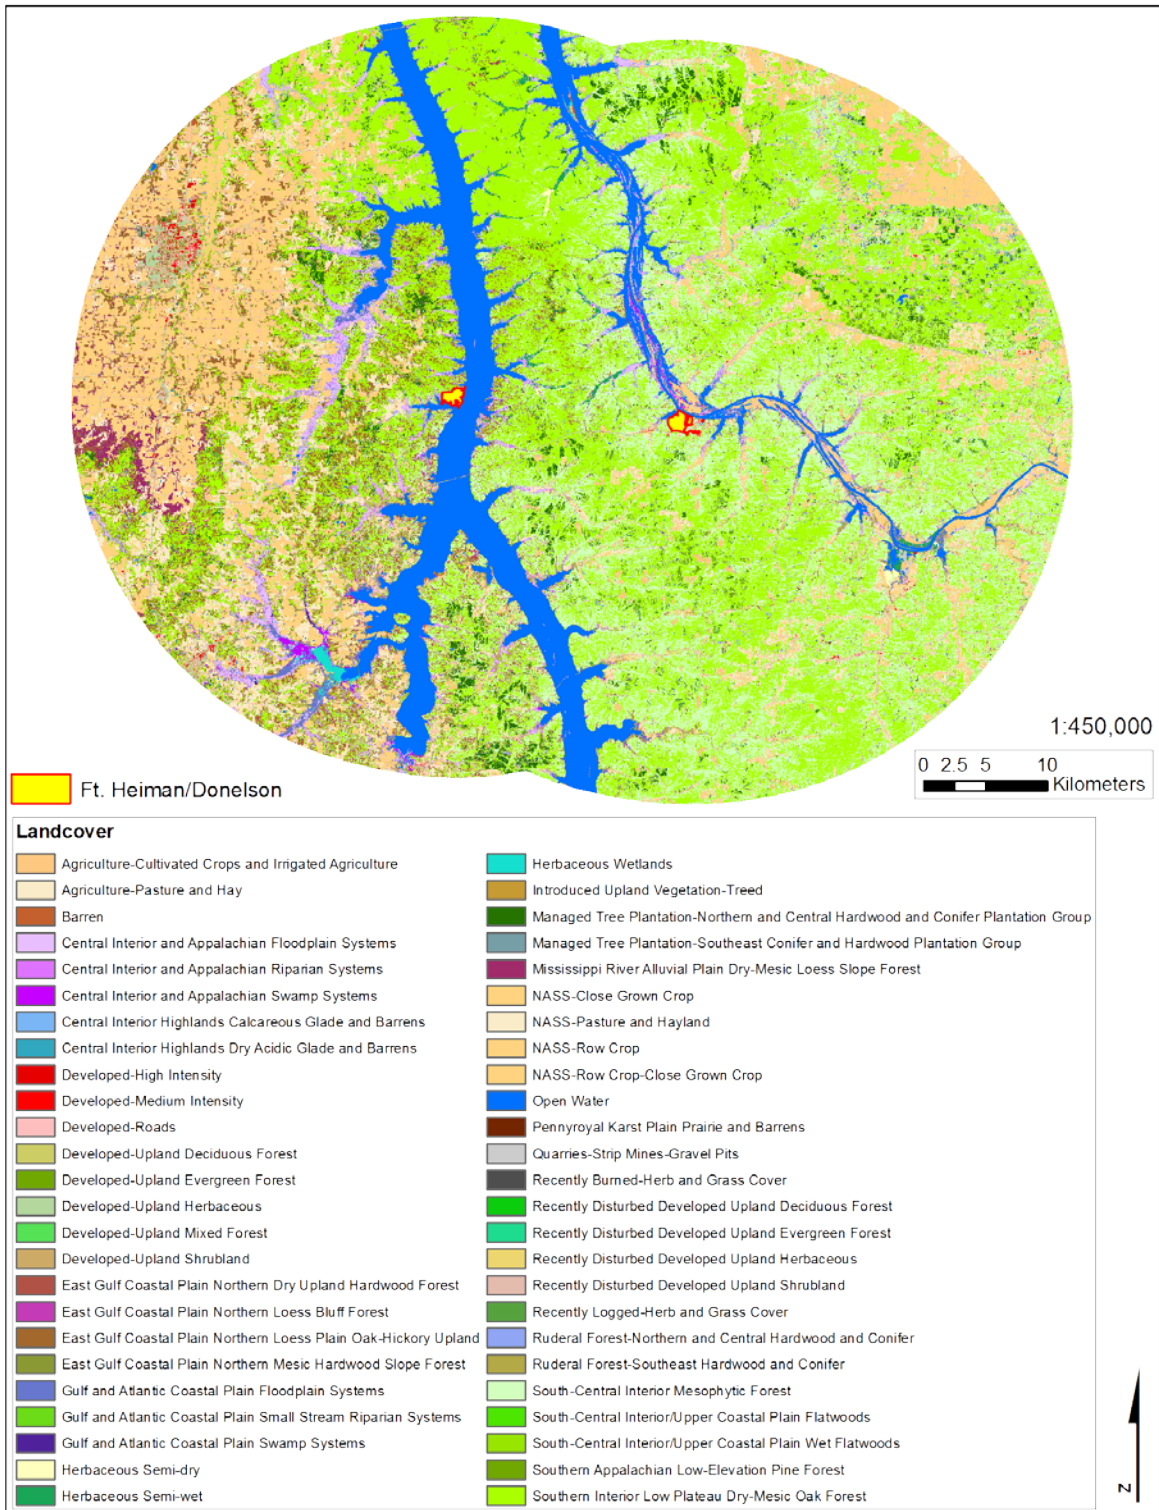 1:450,000
0 2.5 5 10
Kilometers
Ft. Heiman/Donelson
Landcover
Agriculture-Cultivated Crops and Irrigated Agriculture
Agriculture-Pasture and Hay
Barren
Central Interior and Appalachian Floodplain Systems
Central Interior and Appalachian Riparian Systems
Central Interior and Appalachian Swamp Systems
Central Interior Highlands Calcareous Glade and Barrens
Central Interior Highlands Dry Acidic Glade and Barrens
Developed-High Intensity
Developed-Medium Intensity
Developed-Roads
Developed-Upland Deciduous Forest
Developed-Upland Evergreen Forest
Developed-Upland Herbaceous
Developed-Upland Mixed Forest
Developed-Upland Shrubland
East Gulf Coastal Plain Northern Dry Upland Hardwood Forest
East Gulf Coastal Plain Northern Loess Bluff Forest
East Gulf Coastal Plain Northern Loess Plain Oak-Hickory Upland
East Gulf Coastal Plain Northern Mesic Hardwood Slope Forest
Gulf and Atlantic Coastal Plain Floodplain Systems
Gulf and Atlantic Coastal Plain Small Stream Riparian Systems
Gulf and Atlantic Coastal Plain Swamp Systems
Herbaceous Semi-dry
Herbaceous Semi-wet
Herbaceous Wetlands
Introduced Upland Vegetation-Treed
Managed Tree Plantation-Northern and Central Hardwood and Conifer Plantation Group
Managed Tree Plantation-Southeast Conifer and Hardwood Plantation Group
Mississippi River Alluvial Plain Dry-Mesic Loess Slope Forest
NASS-Close Grown Crop
NASS-Pasture and Hayland
NASS-Row Crop
NASS-Row Crop-Close Grown Crop
Open Water
Pennyroyal Karst Plain Prairie and Barrens
Quarries-Strip Mines-Gravel Pits
Recently Burned-Herb and Grass Cover
Recently Disturbed Developed Upland Deciduous Forest
Recently Disturbed Developed Upland Evergreen Forest
Recently Disturbed Developed Upland Herbaceous
Recently Disturbed Developed Upland Shrubland
Recently Logged-Herb and Grass Cover
Ruderal Forest-Northern and Central Hardwood and Conifer
Ruderal Forest-Southeast Hardwood and Conifer
South-Central Interior Mesophytic Forest
South-Central Interior/Upper Coastal Plain Flatwoods
South-Central Interior/Upper Coastal Plain Wet Flatwoods
Southern Appalachian Low-Elevation Pine Forest
Southern Interior Low Plateau Dry-Mesic Oak Forest
N